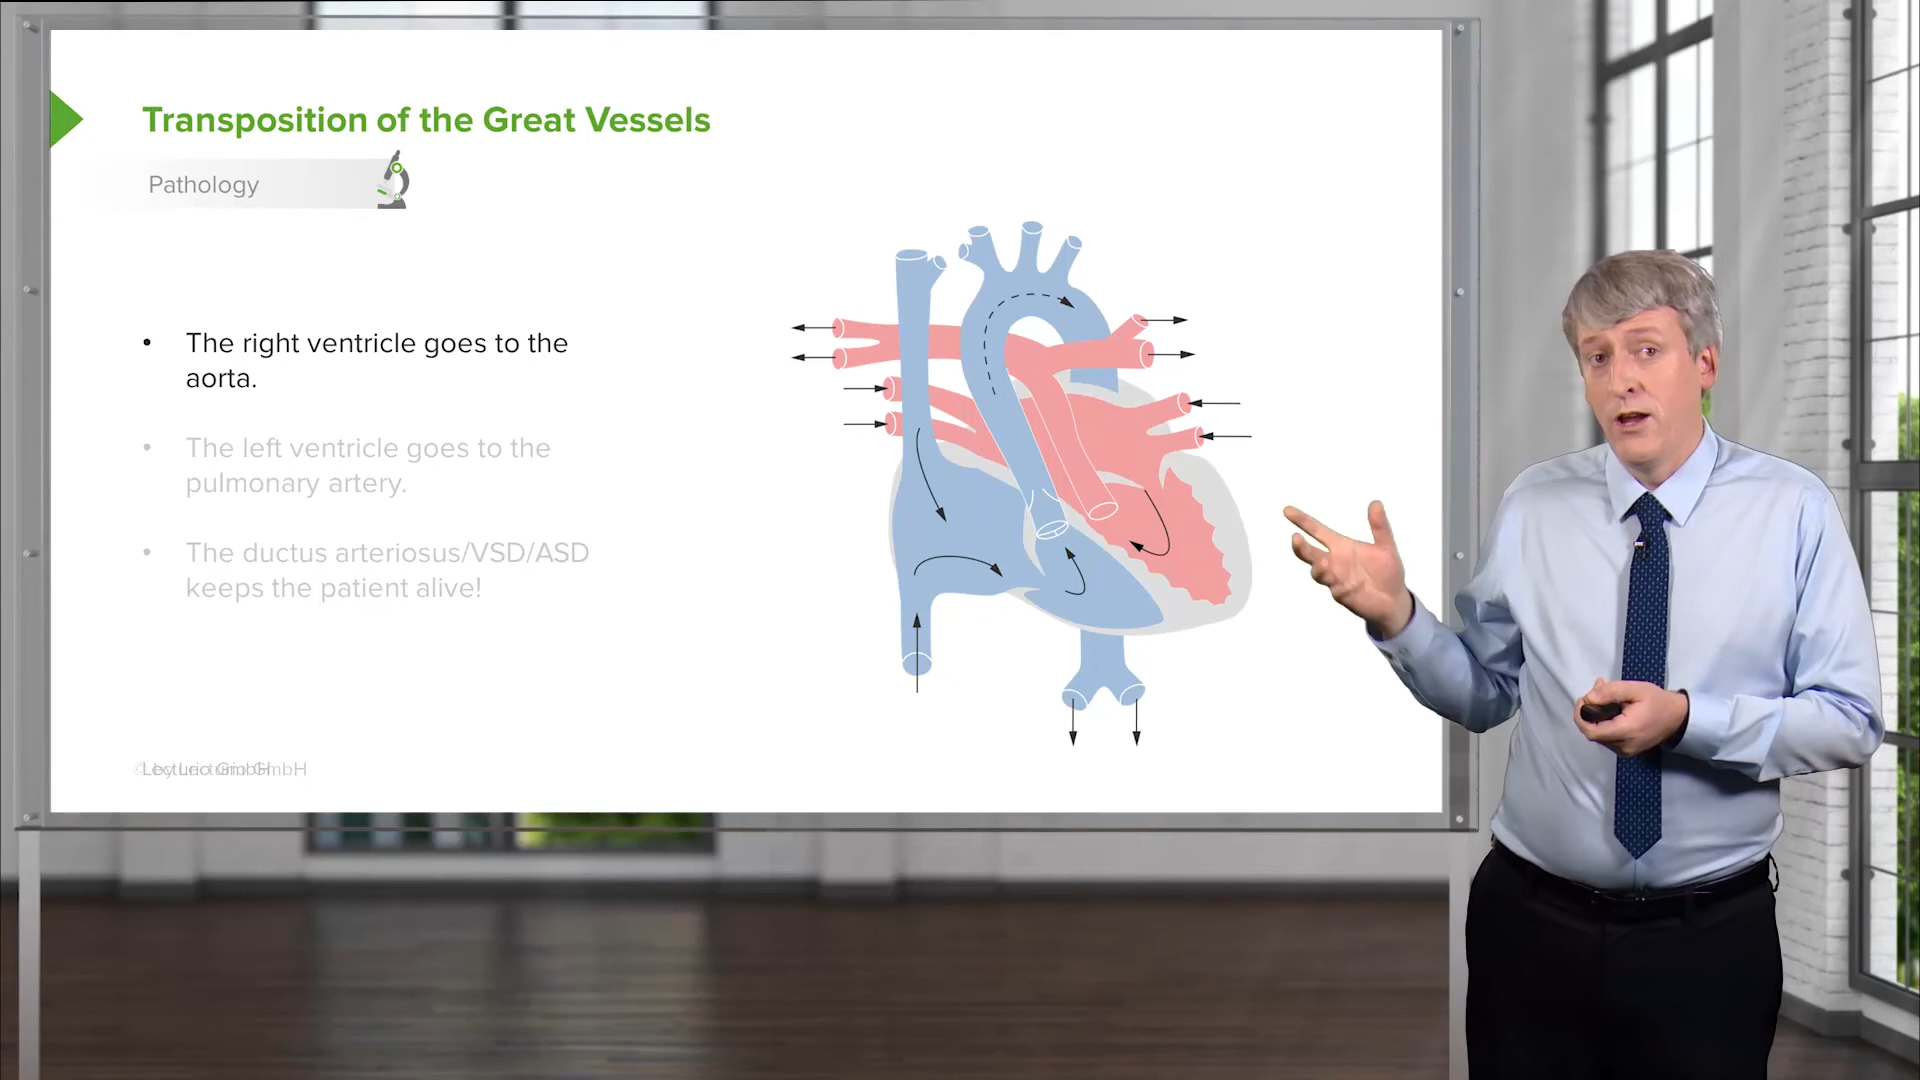 Transposition of the Great Vessels
Pathology
• The right ventricle goes to the
aorta.
• The left ventricle goes to the
pulmonary artery.
• The ductus arteriosus/VSD/ASD
keeps the patient alive!